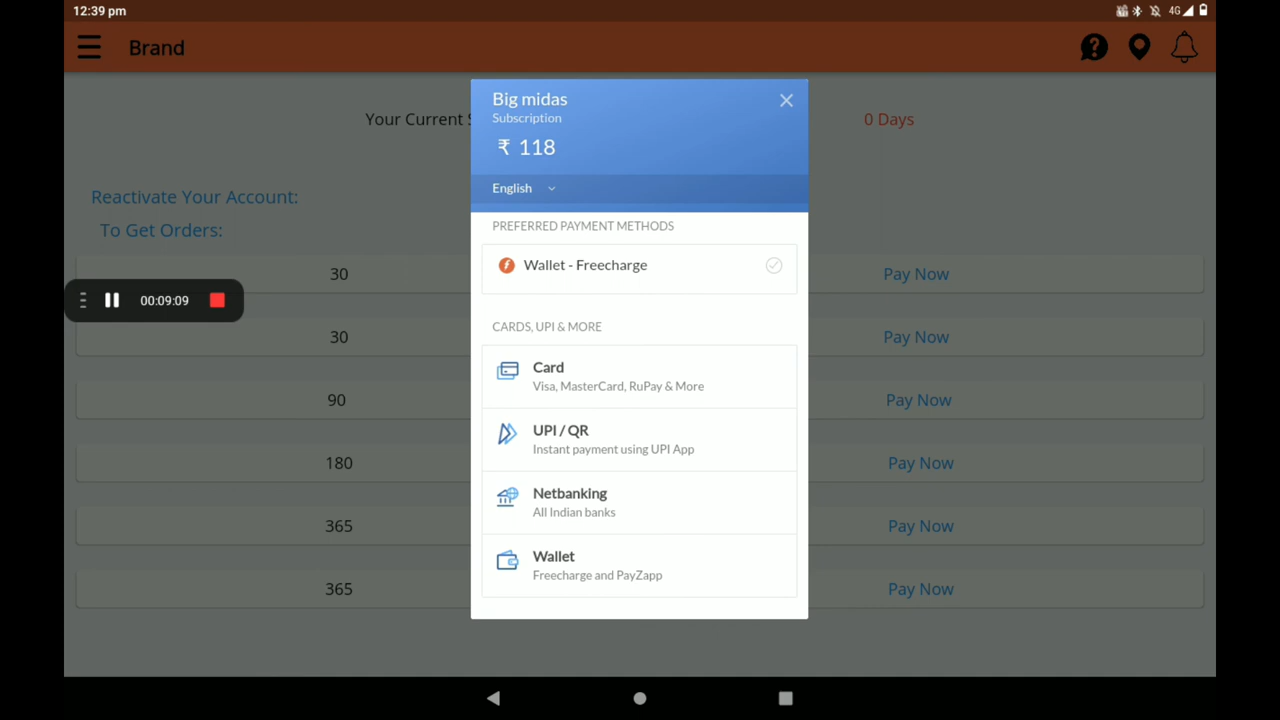 12:39 pm
4G
Brand
Big midas
Subscription
₹ 118
English
Your Current
0 Days
Reactivate Your Account:
To Get Orders:
PREFERRED PAYMENT METHODS
Wallet - Freecharge
30 Pay Now
00:09:09
CARDS, UPI & MORE
30 Pay Now
Card
Visa, MasterCard, RuPay & More
90 Pay Now
UPI / QR
Instant payment using UPI App
180 Pay Now
Netbanking
All Indian banks
365 Pay Now
Wallet
Freecharge and PayZapp
365 Pay Now